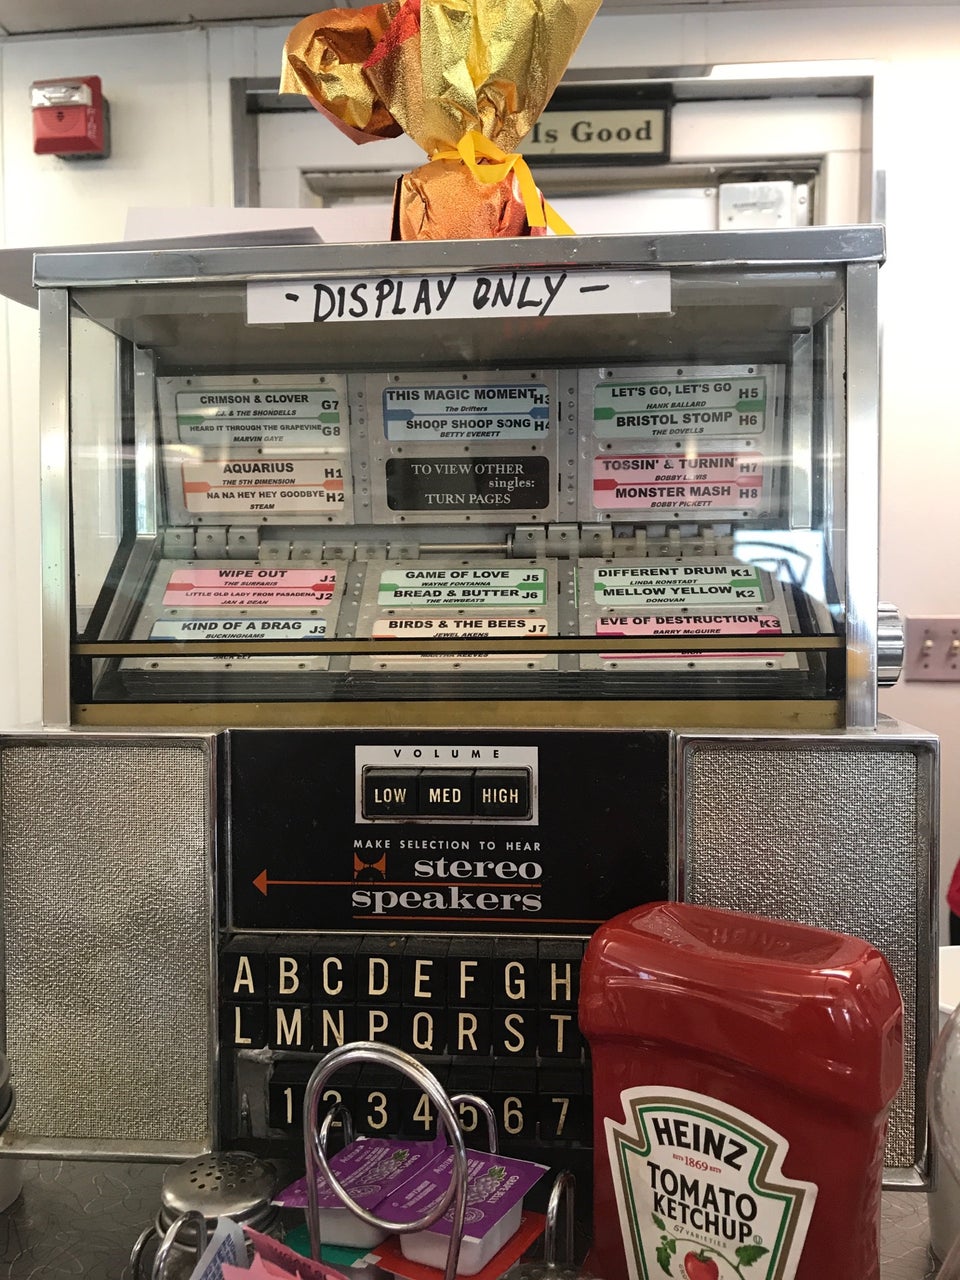 Is Good
- DISPLAY ONLY -
CRIMSON & CLOVER G7
& THE SHONDELLS
HEARD IT THROUGH THE GRAPEVINE G8
MARVIN GAYE
AQUARIUS H1
THE 5TH DIMENSION
NA NA HEY HEY GOODBYE H2
STEAM
THIS MAGIC MOMENT H3
The Drifters
SHOOP SHOOP SONG H4
BETTY EVERETT
TO VIEW OTHER
singles:
TURN PAGES
LET'S GO, LET'S GO H5
HANK BALLARD
BRISTOL STOMP H6
THE DOVELLS
TOSSIN' & TURNIN' H7
BOBBY LEWIS
MONSTER MASH H8
BOBBY PICKETT
WIPE OUT J1
THE SURFARIS
LITTLE OLD LADY FROM PASADENA J2
JAN & DEAN
KIND OF A DRAG J3
BUCKINGHAMS
GAME OF LOVE J5
WAYNE FONTANNA
BREAD & BUTTER J6
THE NEWBEATS
BIRDS & THE BEES J7
JEWEL AKENS
MARTHA REEVES
DIFFERENT DRUM K1
LINDA RONSTADT
MELLOW YELLOW K2
DONOVAN
EVE OF DESTRUCTION K3
BARRY McGUIRE
VOLUME
LOW MED HIGH
MAKE SELECTION TO HEAR
stereo
speakers
A B C D E F G H
L M N P Q R S T
1 2 3 4 5 6 7
HEINZ
ESTD 1869 ESTD
TOMATO
KETCHUP
57 VARIETIES